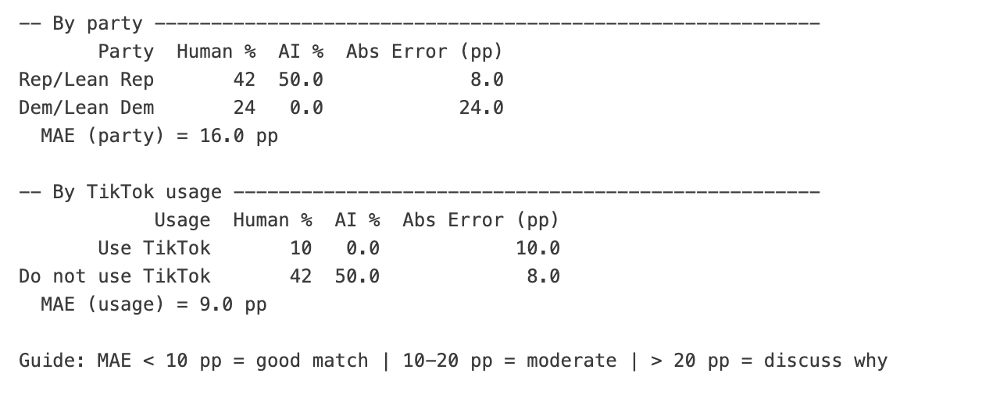 -- By party -----------------------------------------------------------
Party Human % AI % Abs Error (pp)
Rep/Lean Rep 42 50.0 8.0
Dem/Lean Dem 24 0.0 24.0
MAE (party) = 16.0 pp
-- By TikTok usage ----------------------------------------------------
Usage Human % AI % Abs Error (pp)
Use TikTok 10 0.0 10.0
Do not use TikTok 42 50.0 8.0
MAE (usage) = 9.0 pp
Guide: MAE < 10 pp = good match | 10–20 pp = moderate | > 20 pp = discuss why